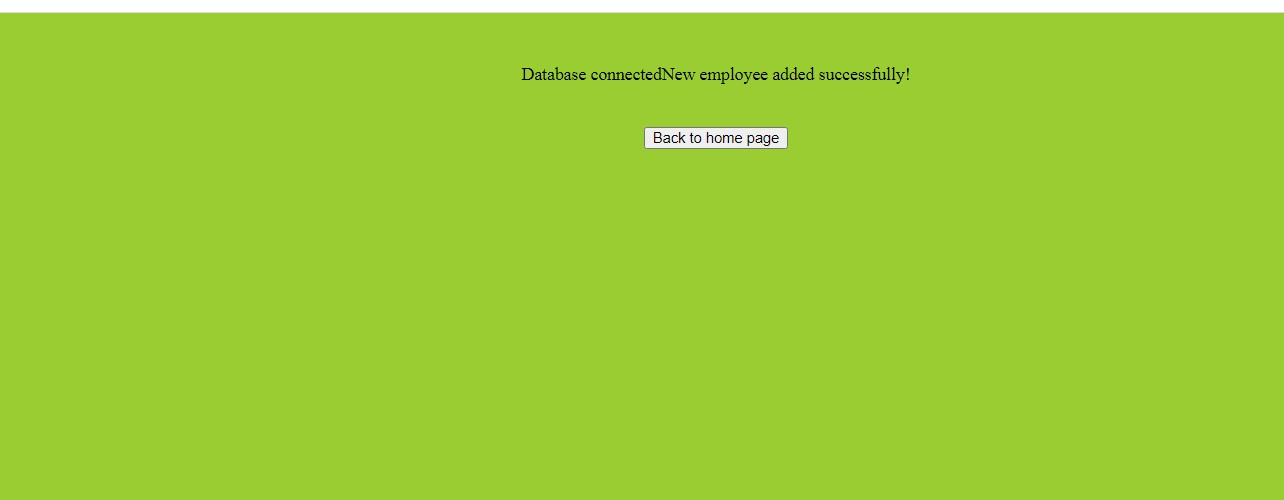 Database connectedNew employee added successfully!
Back to home page